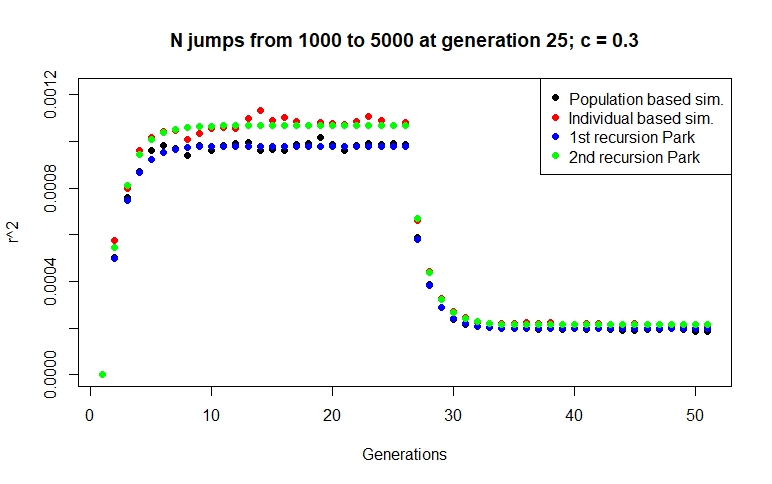 N jumps from 1000 to 5000 at generation 25; c = 0.3
Population based sim.
Individual based sim.
1st recursion Park
2nd recursion Park
r^2
0.0012
0.0008
0.0004
0.0000
0 10 20 30 40 50
Generations